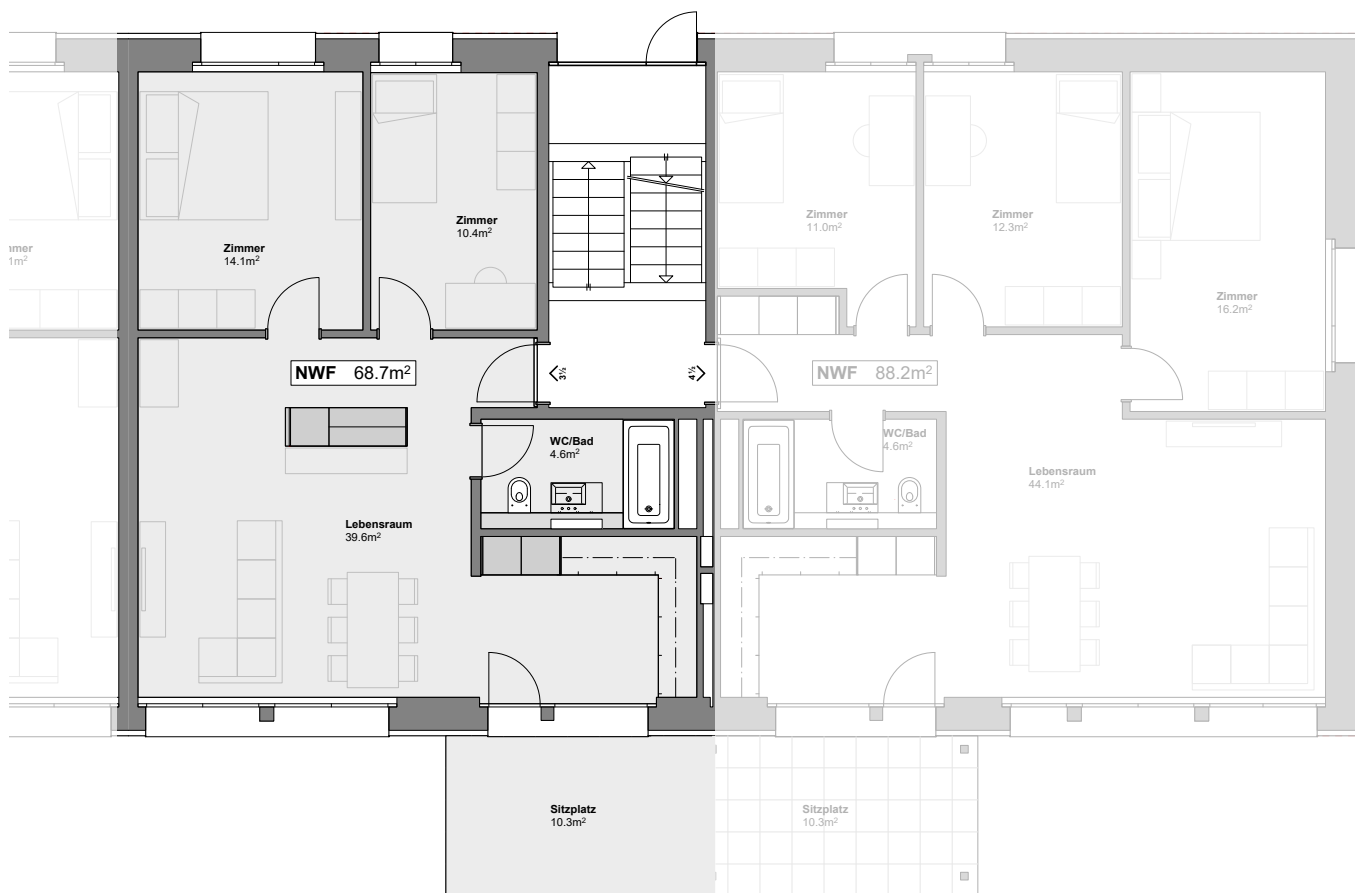 Zimmer
14.1m²
Zimmer
10.4m²
Zimmer
11.0m²
Zimmer
12.3m²
Zimmer
16.2m²
mmer
1m²
NWF 68.7m²
3½
4½
NWF 88.2m²
WC/Bad
4.6m²
WC/Bad
4.6m²
Lebensraum
44.1m²
Lebensraum
39.6m²
Sitzplatz
10.3m²
Sitzplatz
10.3m²